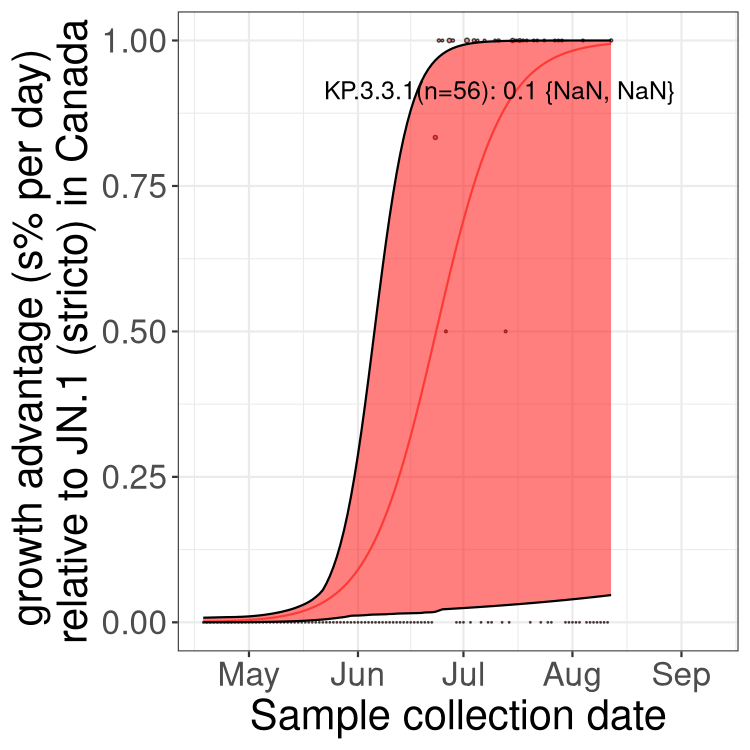 growth advantage (s% per day)
relative to JN.1 (stricto) in Canada
1.00
0.75
0.50
0.25
0.00
KP.3.3.1(n=56): 0.1 {NaN, NaN}
May Jun Jul Aug Sep
Sample collection date